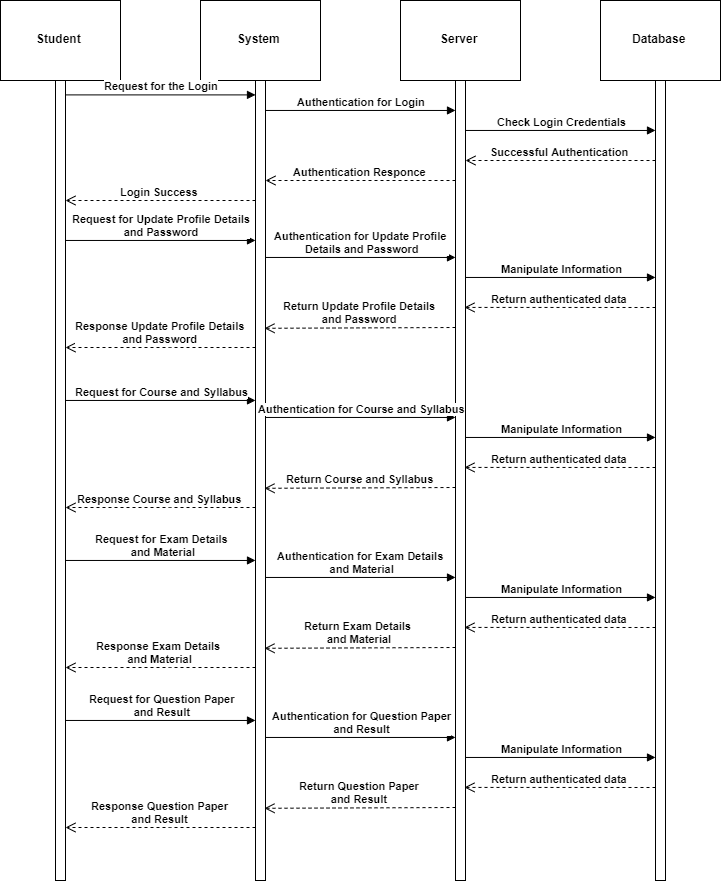 Student
System
Server
Database
Request for the Login
Authentication for Login
Check Login Credentials
Successful Authentication
Authentication Responce
Login Success
Request for Update Profile Details
and Password
Authentication for Update Profile
Details and Password
Manipulate Information
Return authenticated data
Return Update Profile Details
and Password
Response Update Profile Details
and Password
Request for Course and Syllabus
Authentication for Course and Syllabus
Manipulate Information
Return authenticated data
Return Course and Syllabus
Response Course and Syllabus
Request for Exam Details
and Material
Authentication for Exam Details
and Material
Manipulate Information
Return authenticated data
Return Exam Details
and Material
Response Exam Details
and Material
Request for Question Paper
and Result
Authentication for Question Paper
and Result
Manipulate Information
Return authenticated data
Return Question Paper
and Result
Response Question Paper
and Result